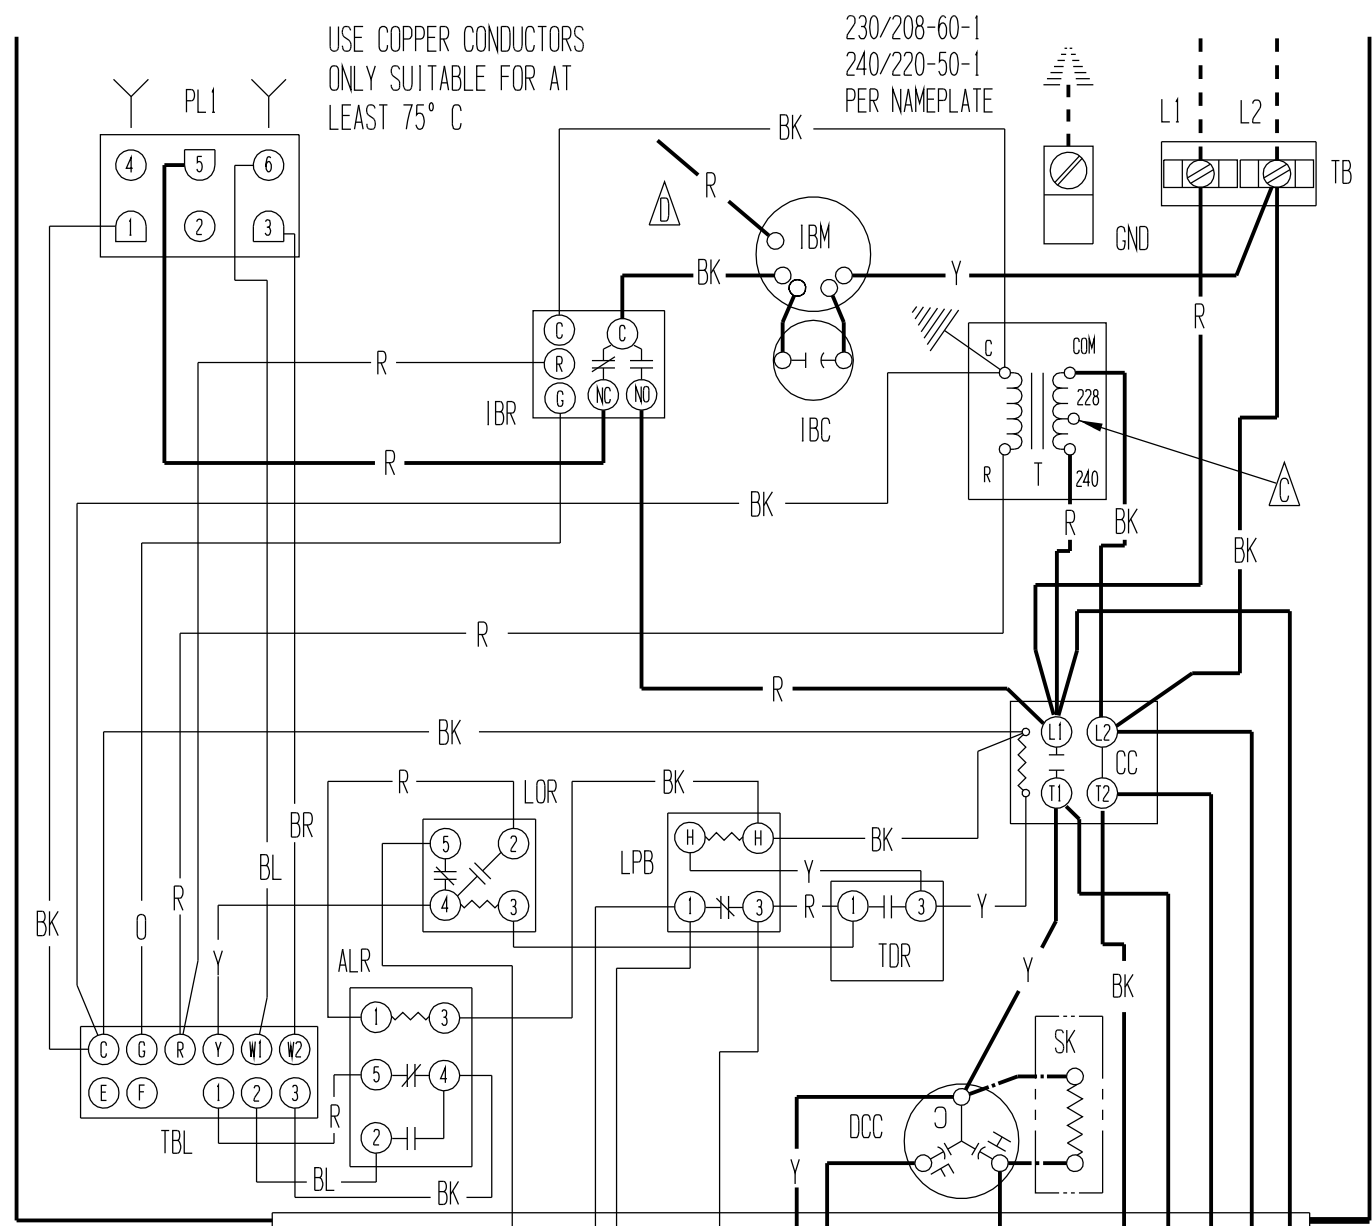 USE COPPER CONDUCTORS
ONLY SUITABLE FOR AT
LEAST 75° C
230/208-60-1
240/220-50-1
PER NAMEPLATE
PL1
L1
L2
TB
GND
4
5
6
1
2
3
BK
R
D
IBM
BK
Y
R
C
R
G
C
NC
NO
IBR
R
IBC
C
COM
228
R
T
240
C
R
BK
R
BK
BK
R
R
BK
L1
L2
CC
T1
T2
R
LOR
BK
5
2
4
3
BR
BL
LPB
H
H
BK
Y
1
3
R
1
3
Y
TDR
BK
O
R
Y
ALR
Y
BK
1
3
5
4
2
C
G
R
Y
W1
W2
E
F
1
2
3
TBL
R
BL
BK
SK
DCC
C
F
H
Y